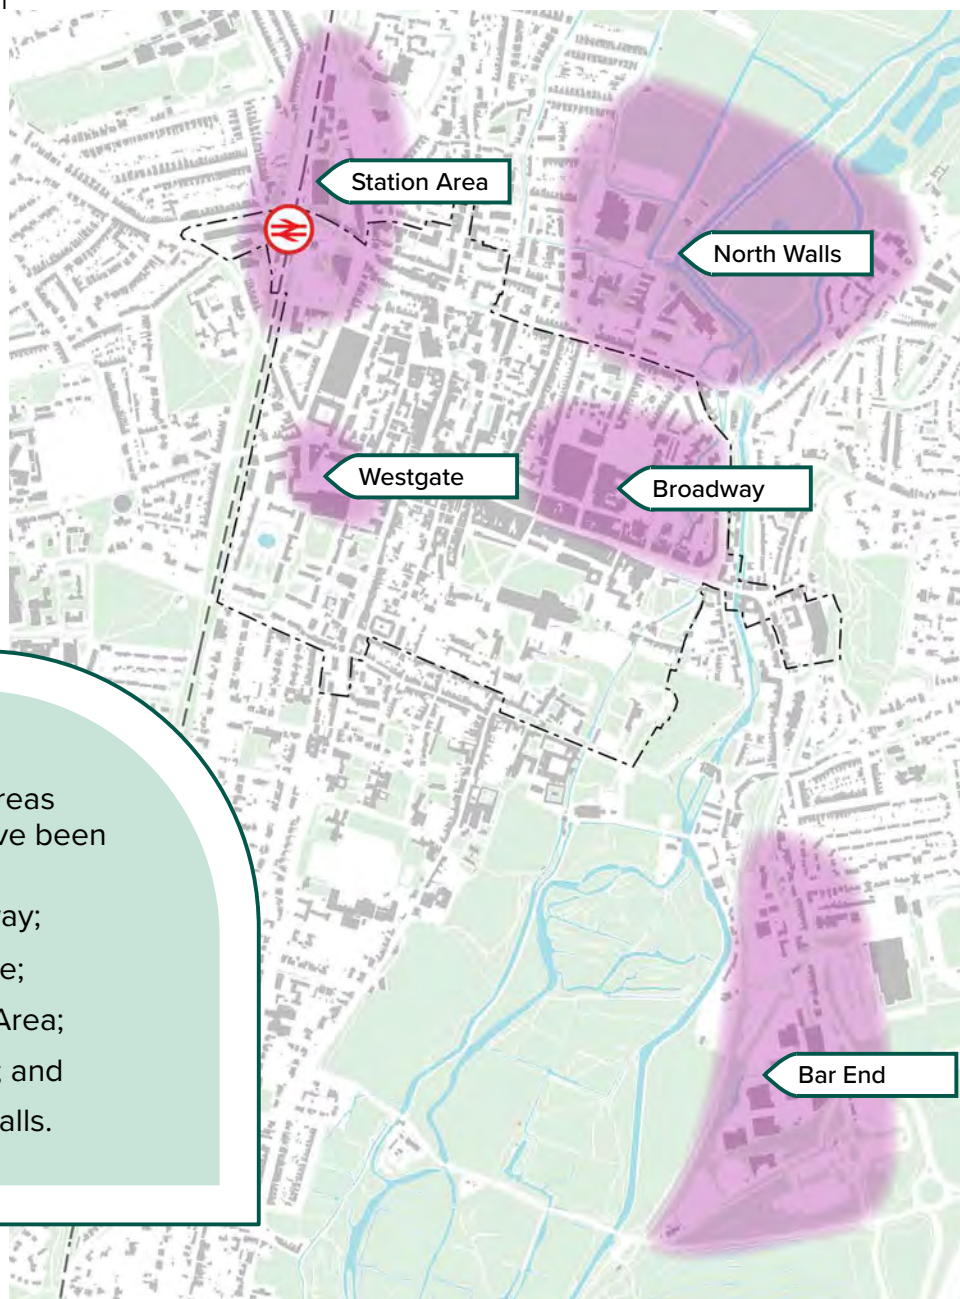 Station Area
North Walls
Westgate
Broadway
Bar End
reas
ve been
ay;
e;
Area;
; and
alls.